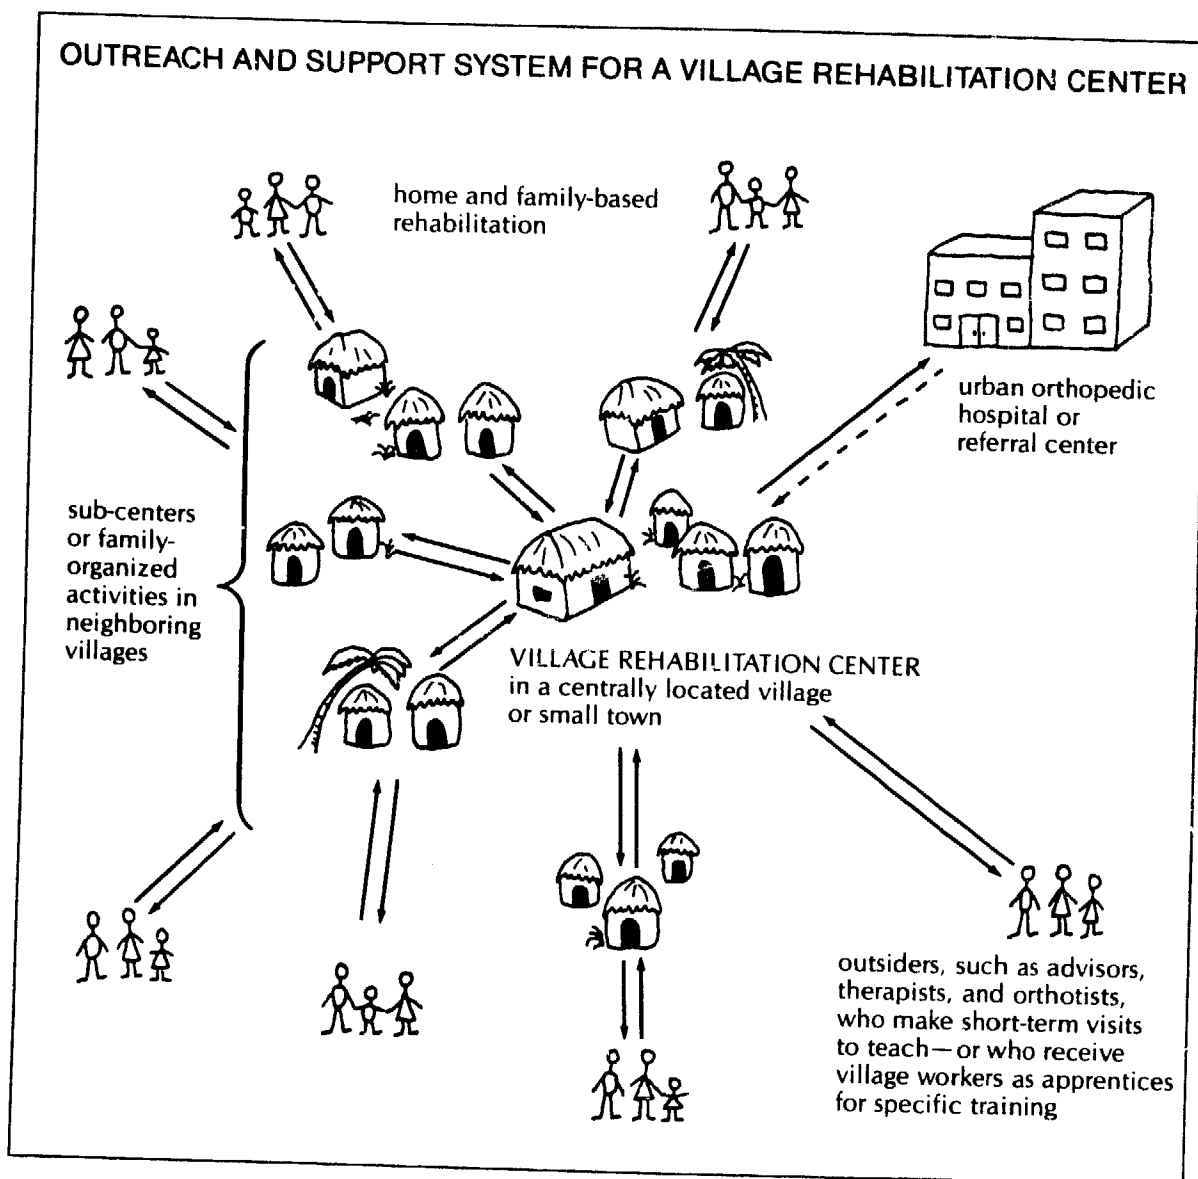 OUTREACH AND SUPPORT SYSTEM FOR A VILLAGE REHABILITATION CENTER
home and family-based
rehabilitation
urban orthopedic
hospital or
referral center
sub-centers
or family-
organized
activities in
neighboring
villages
VILLAGE REHABILITATION CENTER
in a centrally located village
or small town
outsiders, such as advisors,
therapists, and orthotists,
who make short-term visits
to teach—or who receive
village workers as apprentices
for specific training